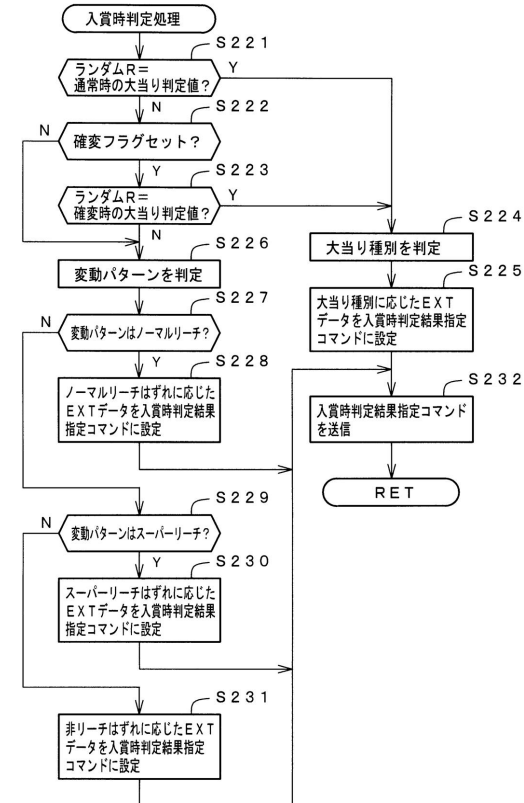 入賞時判定処理
S221
ランダムR=
通常時の大当り判定値?
Y
N
S222
確変フラグセット?
N
Y
S223
ランダムR=
確変時の大当り判定値?
Y
N
S224
大当り種別を判定
S225
大当り種別に応じたEXT
データを入賞時判定結果指定
コマンドに設定
S226
変動パターンを判定
S227
変動パターンはノーマルリーチ?
N
Y
S228
ノーマルリーチはずれに応じた
EXTデータを入賞時判定結果
指定コマンドに設定
S232
入賞時判定結果指定コマンド
を送信
RET
S229
変動パターンはスーパーリーチ?
N
Y
S230
スーパーリーチはずれに応じた
EXTデータを入賞時判定結果
指定コマンドに設定
S231
非リーチはずれに応じたEXT
データを入賞時判定結果指定
コマンドに設定